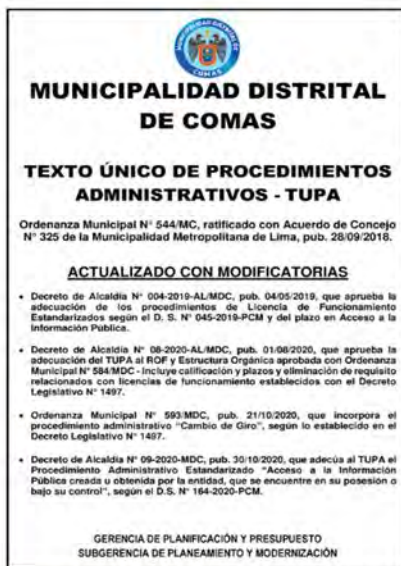 MUNICIPALIDAD DISTRITAL DE
COMAS
MUNICIPALIDAD DISTRITAL
DE COMAS
TEXTO ÚNICO DE PROCEDIMIENTOS
ADMINISTRATIVOS - TUPA
Ordenanza Municipal N° 544/MC, ratificado con Acuerdo de Concejo
N° 325 de la Municipalidad Metropolitana de Lima, pub. 28/09/2018.
ACTUALIZADO CON MODIFICATORIAS
• Decreto de Alcaldía N° 004-2019-AL/MDC, pub. 04/05/2019, que aprueba la
adecuación de los procedimientos de Licencia de Funcionamiento
Estandarizados según el D. S. N° 045-2019-PCM y del plazo en Acceso a la
Información Pública.
• Decreto de Alcaldía N° 08-2020-AL/MDC, pub. 01/08/2020, que aprueba la
adecuación del TUPA al ROF y Estructura Orgánica aprobada con Ordenanza
Municipal N° 584/MDC - Incluye calificación y plazos y eliminación de requisito
relacionados con licencias de funcionamiento establecidos con el Decreto
Legislativo N° 1497.
• Ordenanza Municipal N° 593/MDC, pub. 21/10/2020, que incorpora el
procedimiento administrativo “Cambio de Giro”, según lo establecido en el
Decreto Legislativo N° 1497.
• Decreto de Alcaldía N° 09-2020-MDC, pub. 30/10/2020, que adecúa al TUPA el
Procedimiento Administrativo Estandarizado “Acceso a la Información
Pública creada u obtenida por la entidad, que se encuentre en su posesión o
bajo su control”, según el D.S. N° 164-2020-PCM.
GERENCIA DE PLANIFICACIÓN Y PRESUPUESTO
SUBGERENCIA DE PLANEAMIENTO Y MODERNIZACIÓN